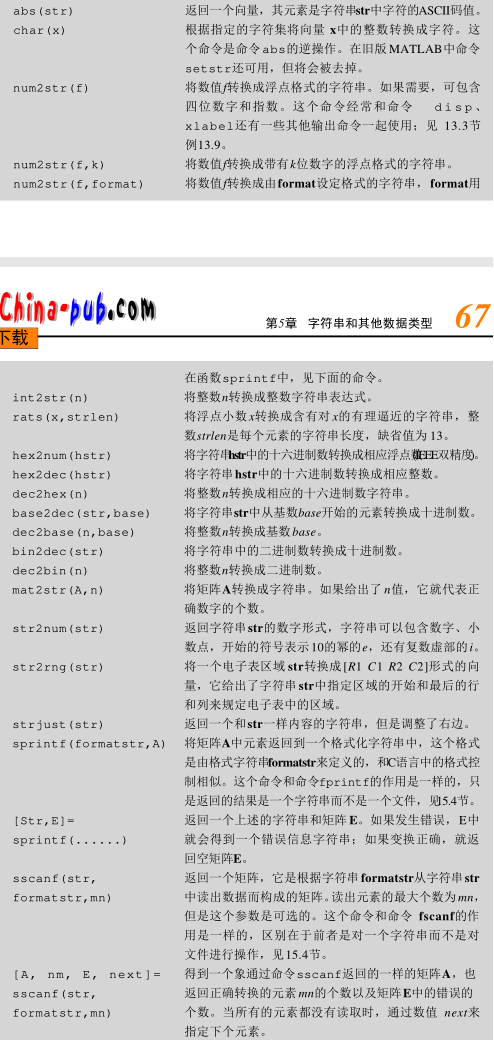 abs(str) 返回一个向量，其元素是字符串str中字符的ASCII码值。
char(x) 根据指定的字符集将向量 x中的整数转换成字符。这
个命令是命令abs的逆操作。在旧版MATLAB中命令
setstr还可用，但将会被去掉。
num2str(f) 将数值f转换成浮点格式的字符串。如果需要，可包含
四位数字和指数。这个命令经常和命令 disp、
xlabel还有一些其他输出命令一起使用；见 13.3节
例13.9。
num2str(f,k) 将数值f转换成带有k位数字的浮点格式的字符串。
num2str(f,format) 将数值f转换成由format设定格式的字符串，format用
China-pub.com
下载
第5章 字符串和其他数据类型 67
在函数sprintf中，见下面的命令。
int2str(n) 将整数n转换成整数字符串表达式。
rats(x,strlen) 将浮点小数x转换成含有对x的有理逼近的字符串，整
数strlen是每个元素的字符串长度，缺省值为 13。
hex2num(hstr) 将字符串hstr中的十六进制数转换成相应浮点数(IEEE双精度)。
hex2dec(hstr) 将字符串hstr中的十六进制数转换成相应整数。
dec2hex(n) 将整数n转换成相应的十六进制数字符串。
base2dec(str,base) 将字符串str中从基数base开始的元素转换成十进制数。
dec2base(n,base) 将整数n转换成基数base。
bin2dec(str) 将字符串中的二进制数转换成十进制数。
dec2bin(n) 将整数n转换成二进制数。
mat2str(A,n) 将矩阵A转换成字符串。如果给出了n值，它就代表正
确数字的个数。
str2num(str) 返回字符串str的数字形式，字符串可以包含数字、小
数点，开始的符号表示10的幂的e，还有复数虚部的i。
str2rng(str) 将一个电子表区域 str转换成[R1 C1 R2 C2]形式的向
量，它给出了字符串 str中指定区域的开始和最后的行
和列来规定电子表中的区域。
strjust(str) 返回一个和str一样内容的字符串，但是调整了右边。
sprintf(formatstr,A) 将矩阵A中元素返回到一个格式化字符串中，这个格式
是由格式字符串formatstr来定义的，和C语言中的格式控
制相似。这个命令和命令fprintf的作用是一样的，只
是返回的结果是一个字符串而不是一个文件，见15.4节。
[Str,E]= 返回一个上述的字符串和矩阵 E。如果发生错误，E中
sprintf(......) 就会得到一个错误信息字符串；如果变换正确，就返
回空矩阵E。
sscanf(str, 返回一个矩阵，它是根据字符串 formatstr从字符串 str
formatstr,mn) 中读出数据而构成的矩阵。读出元素的最大个数为mn，
但是这个参数是可选的。这个命令和命令 fscanf的作
用是一样的，区别在于前者是对一个字符串而不是对
文件进行操作，见15.4节。
[A, nm, E, next]= 得到一个象通过命令sscanf返回的一样的矩阵A，也
sscanf(str, 返回正确转换的元素mn的个数以及矩阵E中的错误的
formatstr,mn) 个数。当所有的元素都没有读取时，通过数值 next来
指定下个元素。